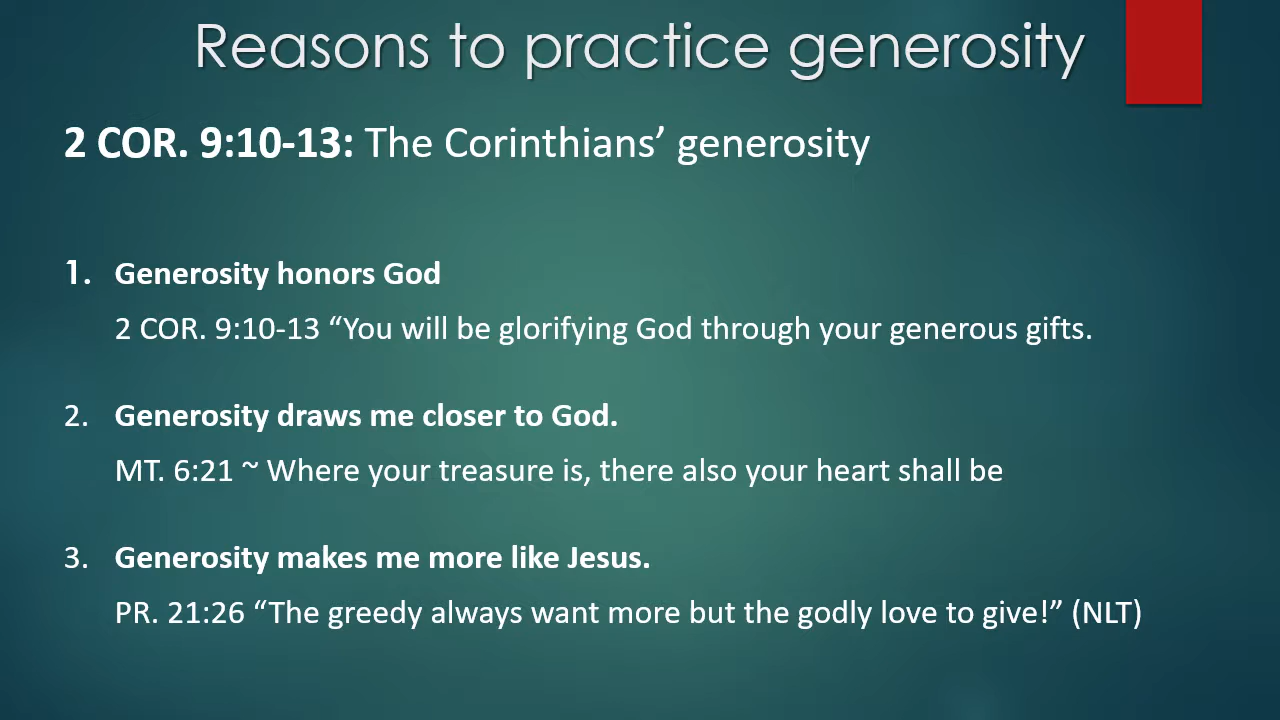 Reasons to practice generosity
2 COR. 9:10-13: The Corinthians’ generosity
1. Generosity honors God
2 COR. 9:10-13 “You will be glorifying God through your generous gifts.
2. Generosity draws me closer to God.
MT. 6:21 ~ Where your treasure is, there also your heart shall be
3. Generosity makes me more like Jesus.
PR. 21:26 “The greedy always want more but the godly love to give!” (NLT)